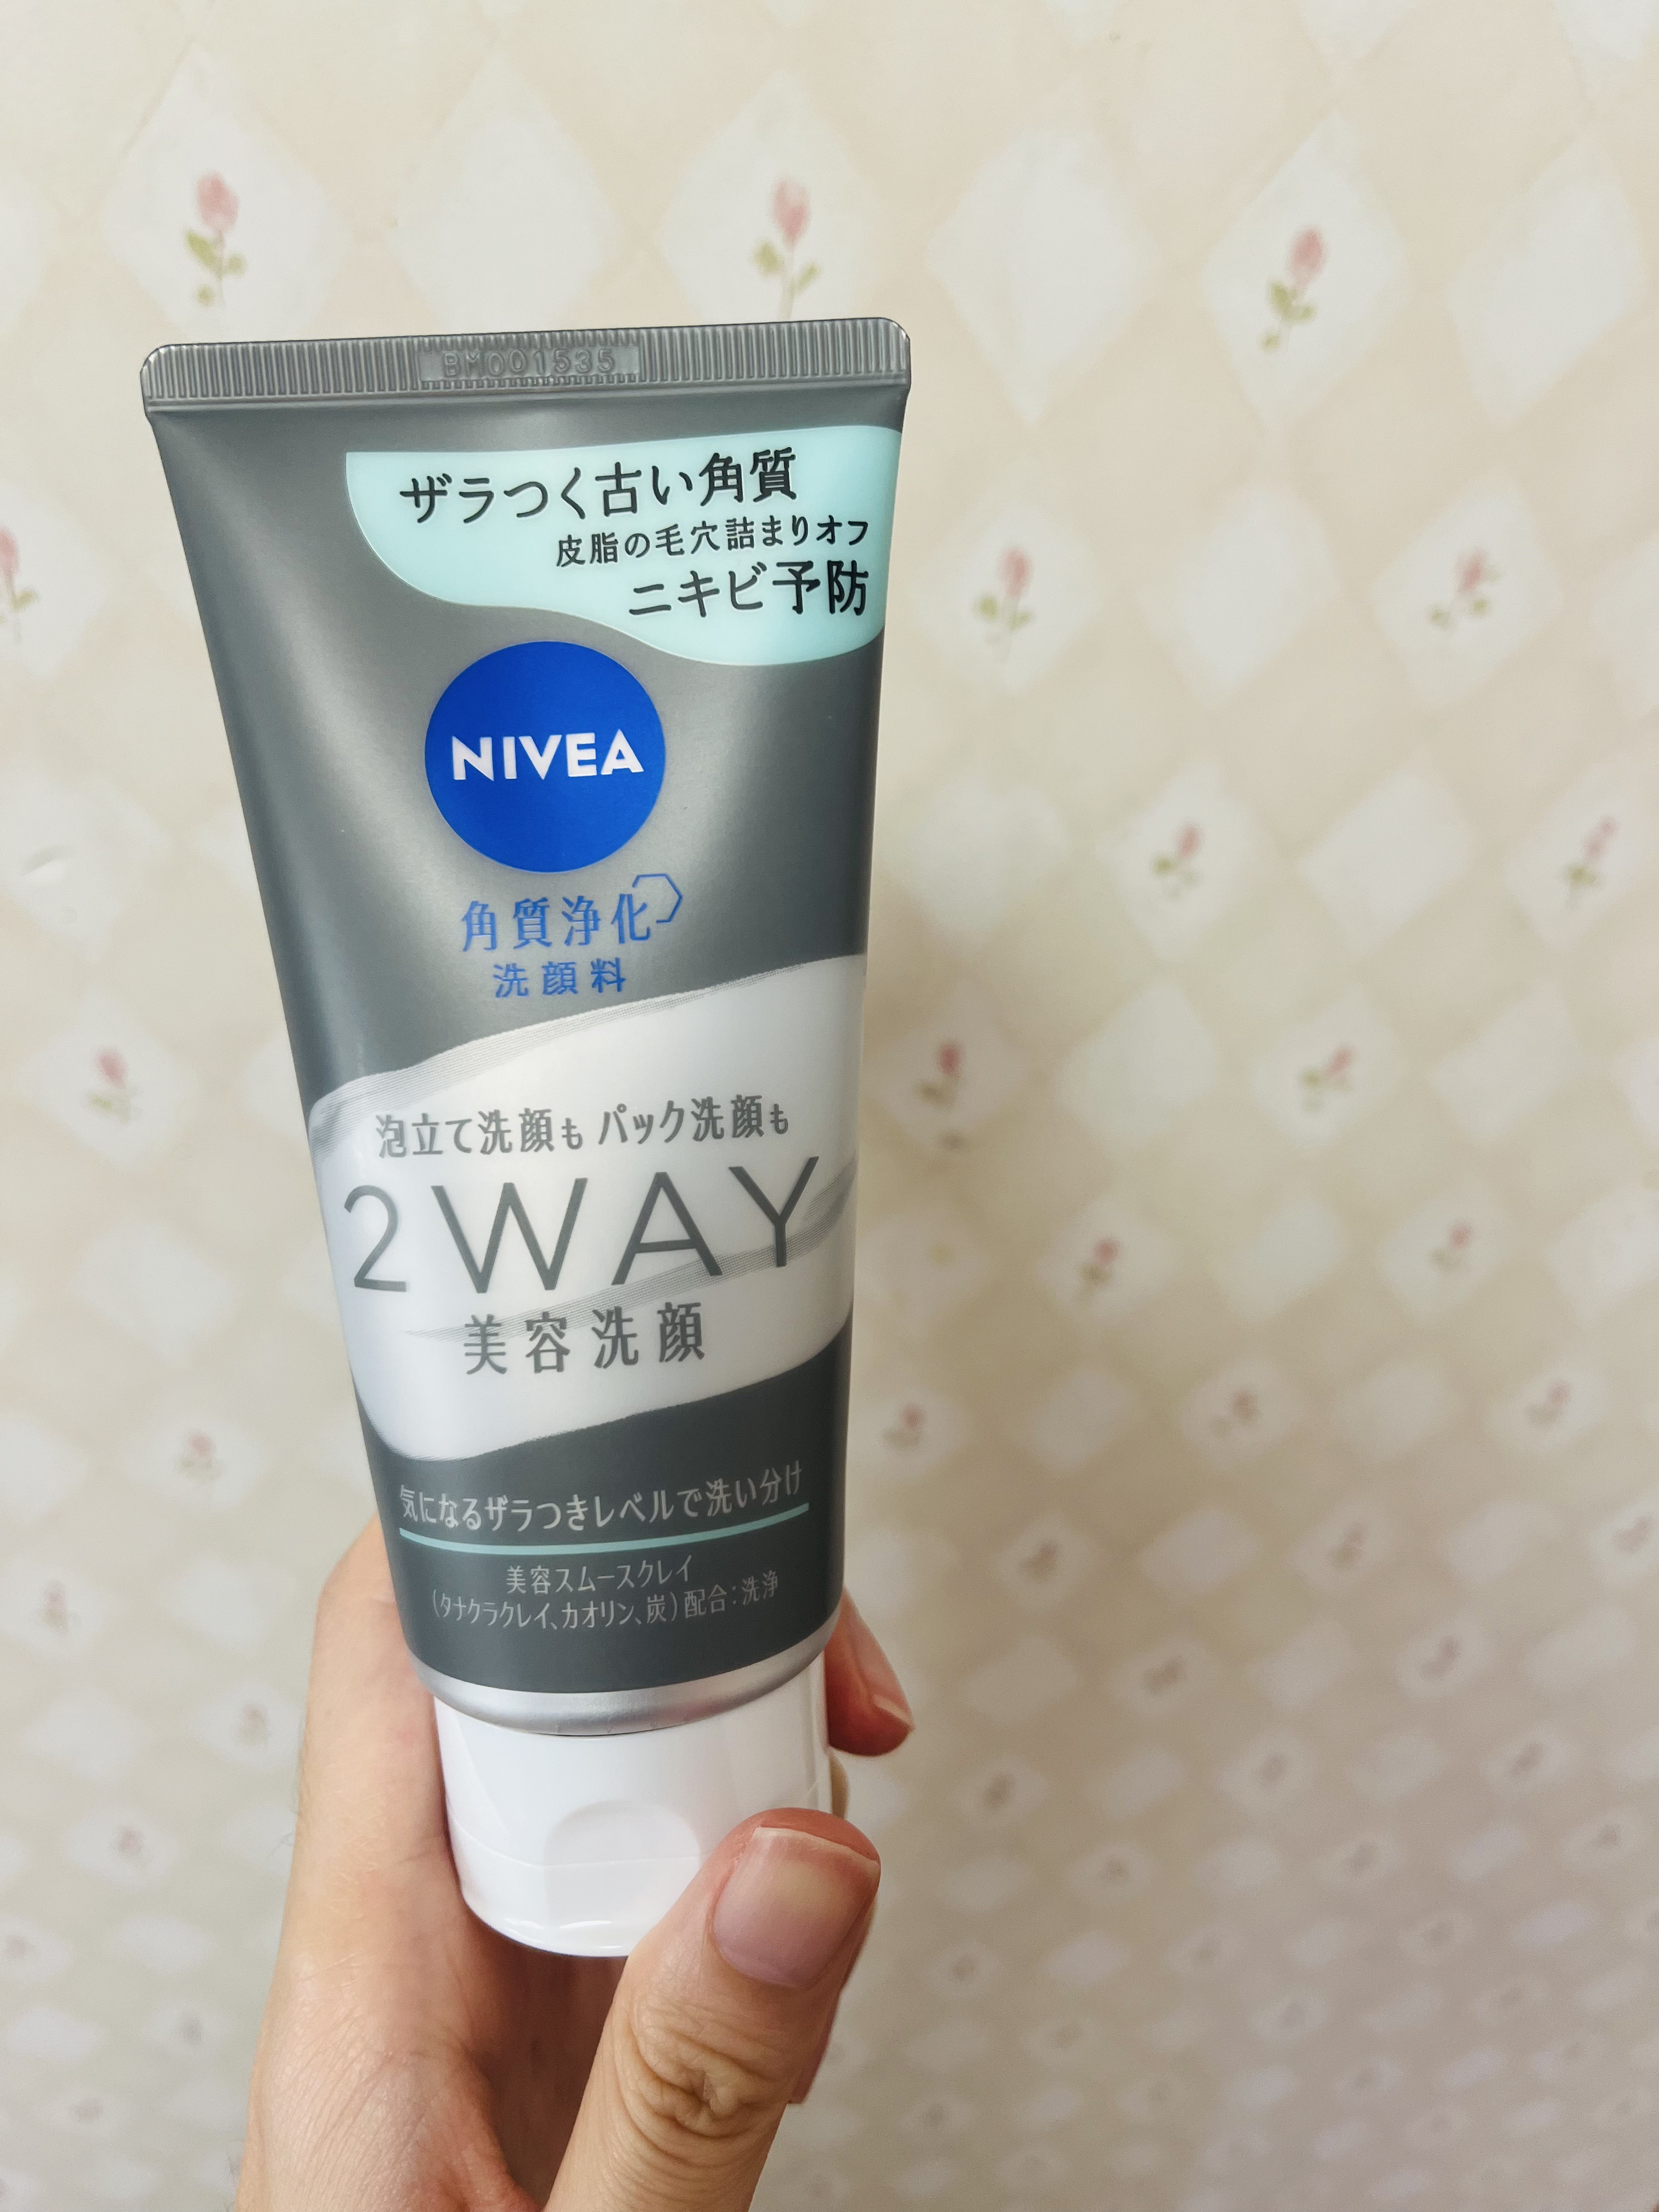 BM001535
ザラつく古い角質
皮脂の毛穴詰まりオフ
ニキビ予防
NIVEA
角質浄化
洗顔料
泡立て洗顔も パック洗顔も
2WAY
美容洗顔
気になるザラつきレベルで洗い分け
美容スムースクレイ
(タナクラクレイ、カオリン、炭)配合:洗浄